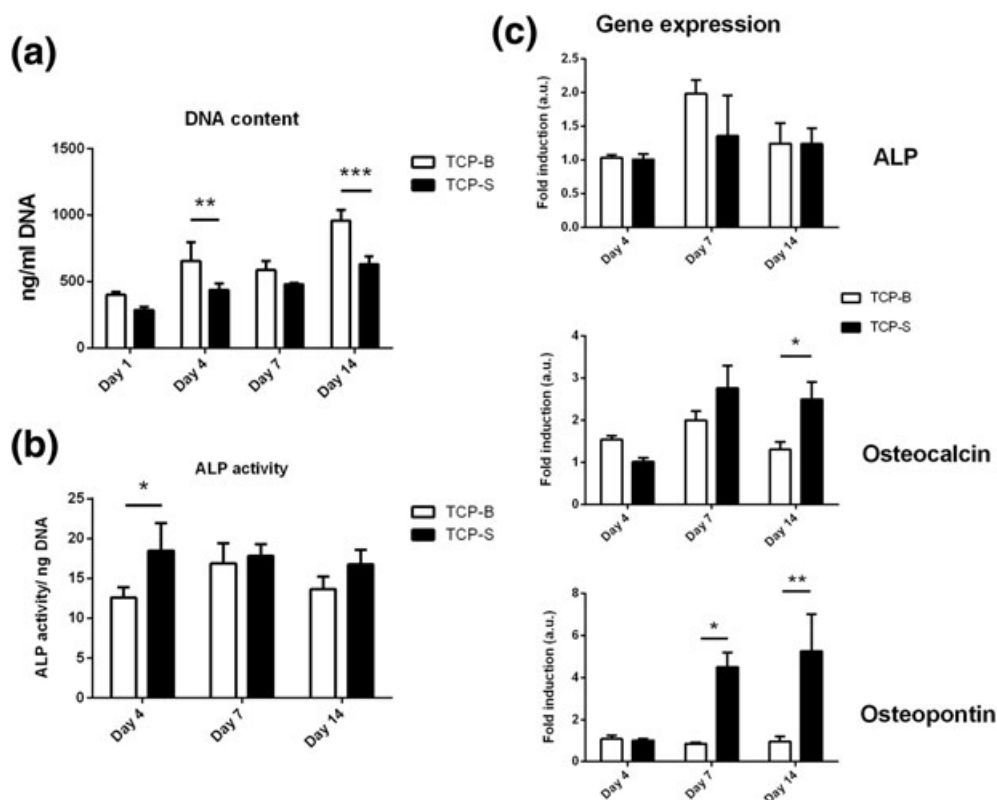 (a)
DNA content
ng/ml DNA
1500
1000
500
0
**
***
TCP-B
TCP-S
Day 1
Day 4
Day 7
Day 14
(b)
ALP activity
ALP activity/ ng DNA
25
20
15
10
5
0
*
TCP-B
TCP-S
Day 4
Day 7
Day 14
(c)
Gene expression
Fold induction (a.u.)
2.5
2.0
1.5
1.0
0.5
0.0
Day 4
Day 7
Day 14
ALP
TCP-B
TCP-S
Fold induction (a.u.)
4
3
2
1
0
*
Day 4
Day 7
Day 14
Osteocalcin
Fold induction (a.u.)
8
6
4
2
0
*
**
Day 4
Day 7
Day 14
Osteopontin